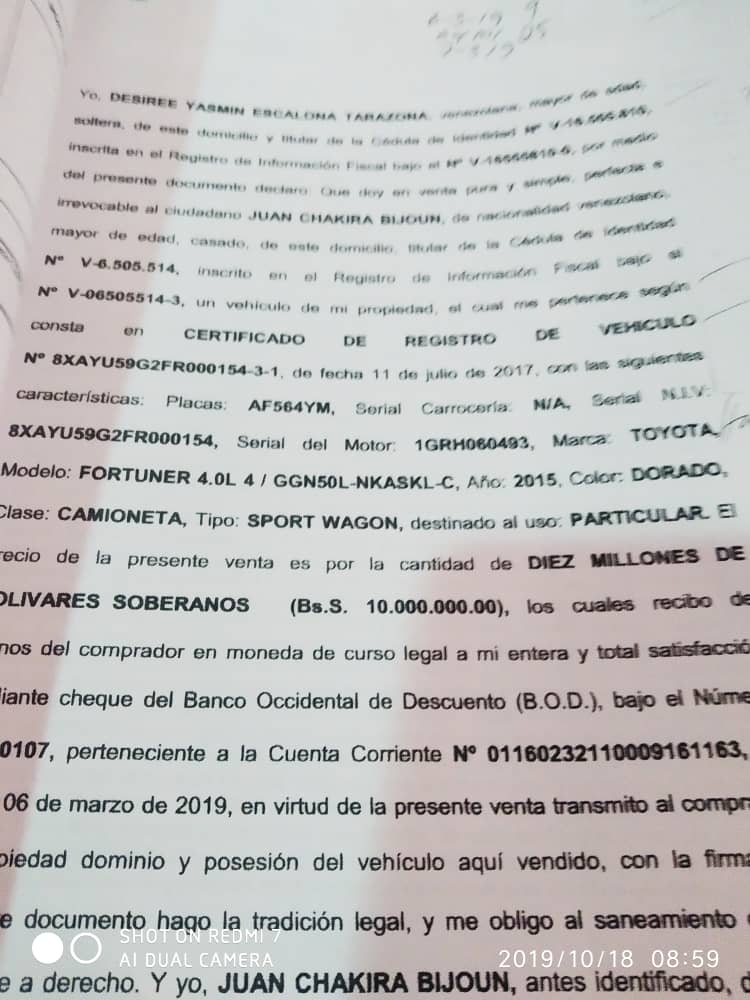 Yo, DESIREE YASMIN ESCALONA TARAZONA, venezolana, mayor de edad,
soltera, de este domicilio y titular de la Cédula de Identidad Nº
inscrita en el Registro de Información Fiscal bajo el Nº por medio
del presente documento declaro: Que doy en venta pura y simple, perfecta e
irrevocable al ciudadano JUAN CHAKIRA BIJOUN, de nacionalidad venezolano,
mayor de edad, casado, de este domicilio, titular de la Cédula de Identidad
Nº V-6.505.514, inscrito en el Registro de Información Fiscal bajo el
Nº V-06505514-3, un vehículo de mi propiedad, el cual me pertenece según
consta en CERTIFICADO DE REGISTRO DE VEHICULO
Nº 8XAYU59G2FR000154-3-1, de fecha 11 de julio de 2017, con las siguientes
características: Placas: AF564YM, Serial Carrocería: N/A, Serial N.I.V:
8XAYU59G2FR000154, Serial del Motor: 1GRH060493, Marca: TOYOTA,
Modelo: FORTUNER 4.0L 4 / GGN50L-NKASKL-C, Año: 2015, Color: DORADO,
Clase: CAMIONETA, Tipo: SPORT WAGON, destinado al uso: PARTICULAR. El
recio de la presente venta es por la cantidad de DIEZ MILLONES DE
OLIVARES SOBERANOS (Bs.S. 10.000.000.00), los cuales recibo de
nos del comprador en moneda de curso legal a mi entera y total satisfacció
diante cheque del Banco Occidental de Descuento (B.O.D.), bajo el Núme
0107, perteneciente a la Cuenta Corriente Nº 01160232110009161163,
06 de marzo de 2019, en virtud de la presente venta transmito al compra
piedad dominio y posesión del vehículo aquí vendido, con la firma
e documento hago la tradición legal, y me obligo al saneamiento
e a derecho. Y yo, JUAN CHAKIRA BIJOUN, antes identificado, d
SHOT ON REDMI 7
AI DUAL CAMERA
2019/10/18 08:59